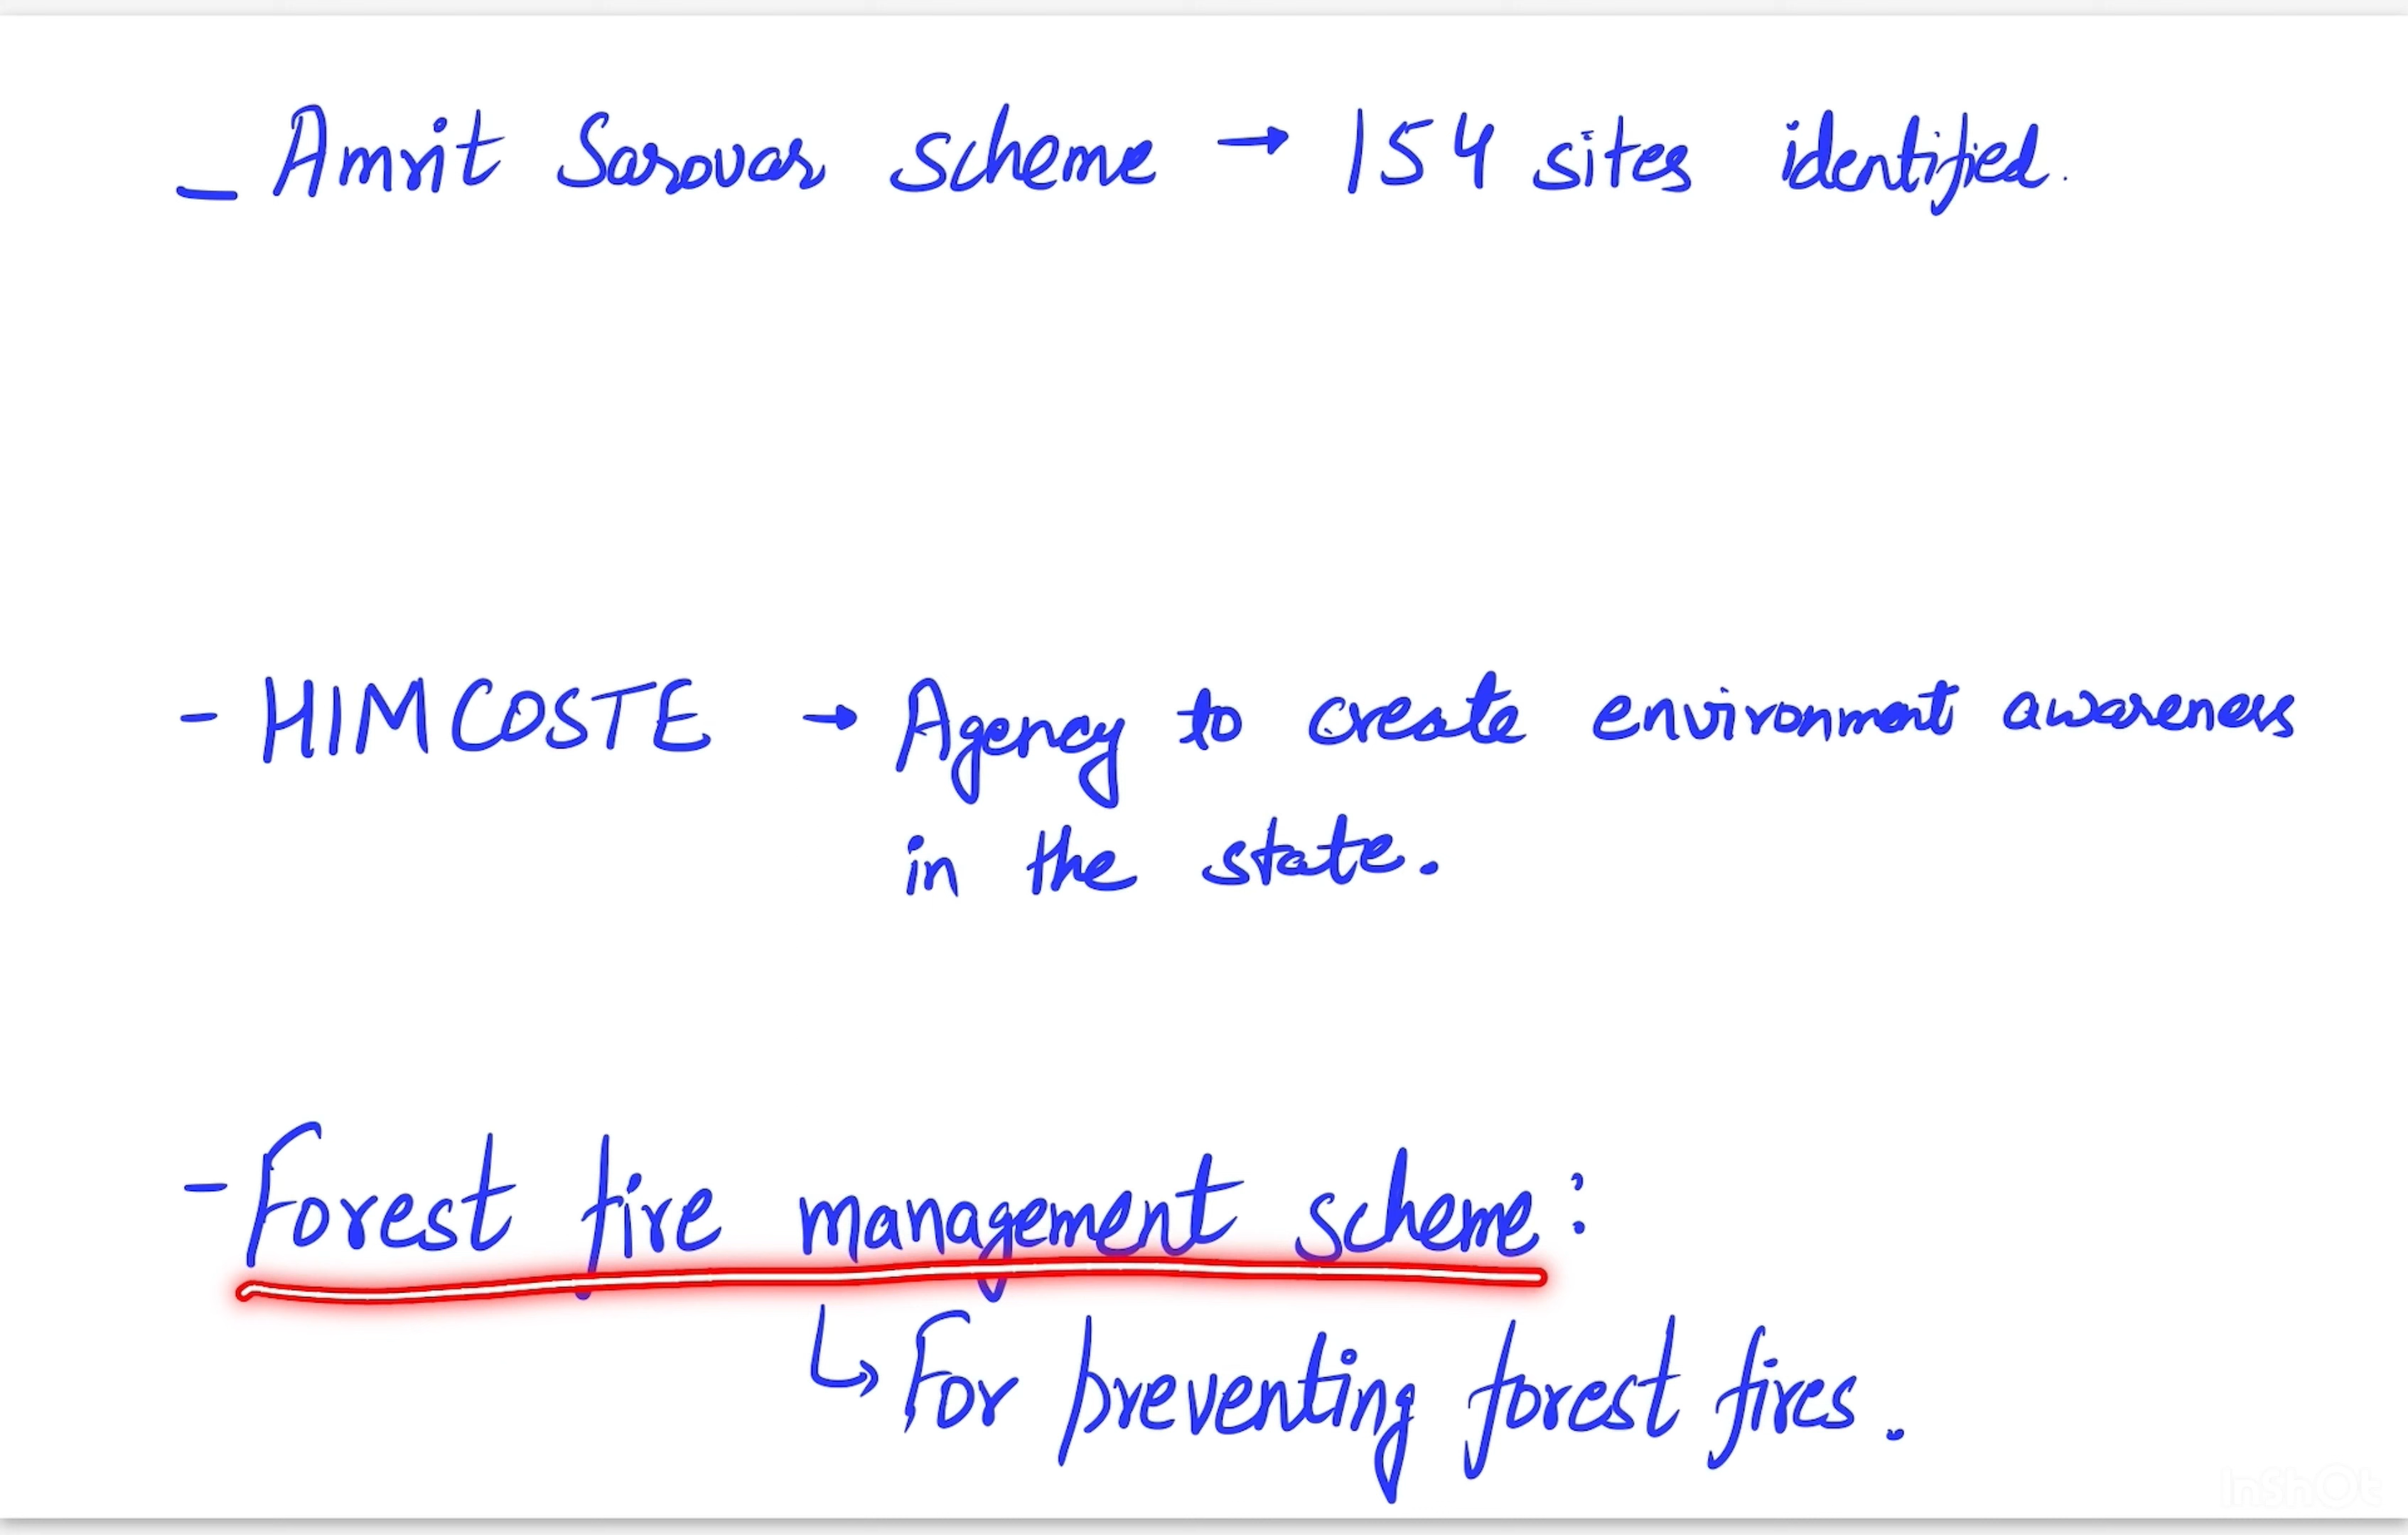 - Amrit Sarovar scheme → 154 sites identified.
- HIMCOSTE → Agency to create environment awareness
in the state.
- Forest fire management scheme:
↳ For preventing forest fires.
InShOt